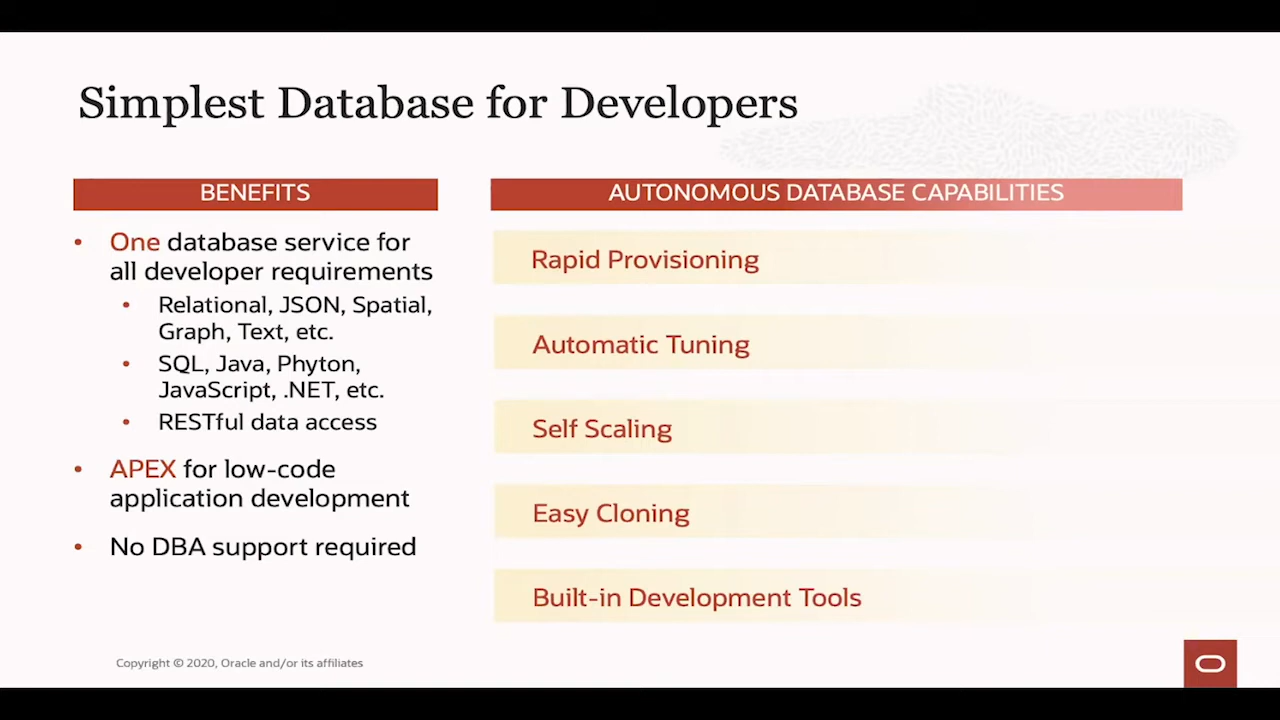 Simplest Database for Developers
BENEFITS
• One database service for
all developer requirements
• Relational, JSON, Spatial,
Graph, Text, etc.
• SQL, Java, Phyton,
JavaScript, .NET, etc.
• RESTful data access
• APEX for low-code
application development
• No DBA support required
AUTONOMOUS DATABASE CAPABILITIES
Rapid Provisioning
Automatic Tuning
Self Scaling
Easy Cloning
Built-in Development Tools
Copyright © 2020, Oracle and/or its affiliates